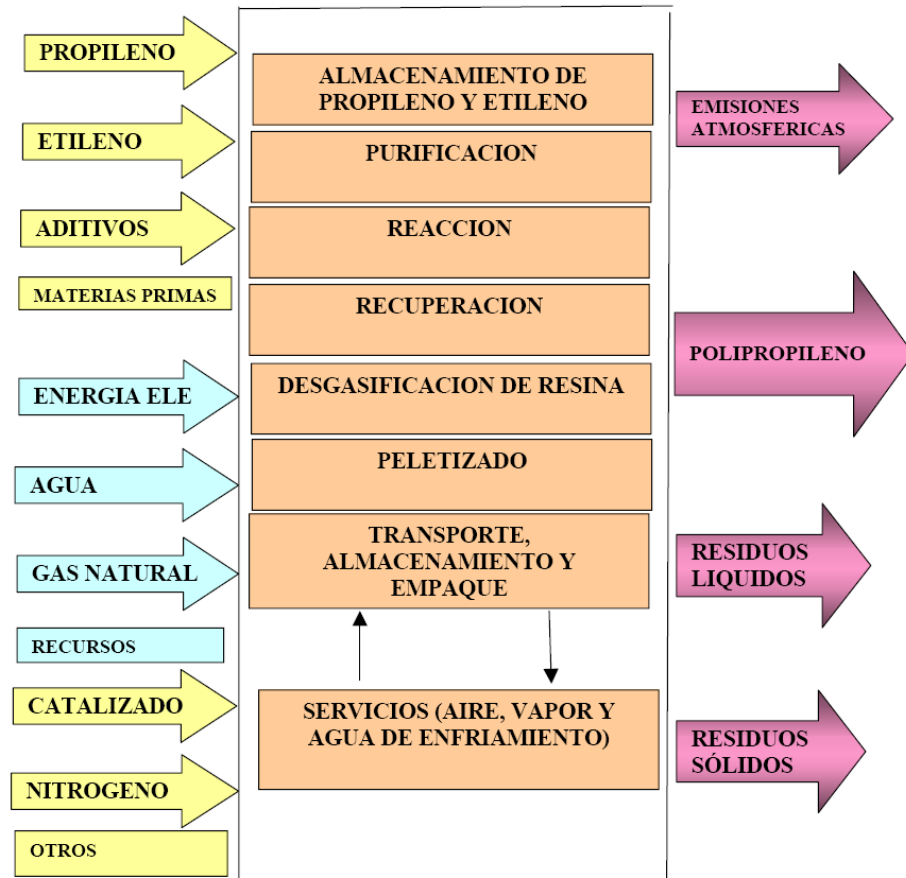 PROPILENO
ETILENO
ADITIVOS
MATERIAS PRIMAS
ENERGIA ELE
AGUA
GAS NATURAL
RECURSOS
CATALIZADO
NITROGENO
OTROS
ALMACENAMIENTO DE
PROPILENO Y ETILENO
PURIFICACION
REACCION
RECUPERACION
DESGASIFICACION DE RESINA
PELETIZADO
TRANSPORTE,
ALMACENAMIENTO Y
EMPAQUE
SERVICIOS (AIRE, VAPOR Y
AGUA DE ENFRIAMIENTO)
EMISIONES
ATMOSFERICAS
POLIPROPILENO
RESIDUOS
LIQUIDOS
RESIDUOS
SÓLIDOS